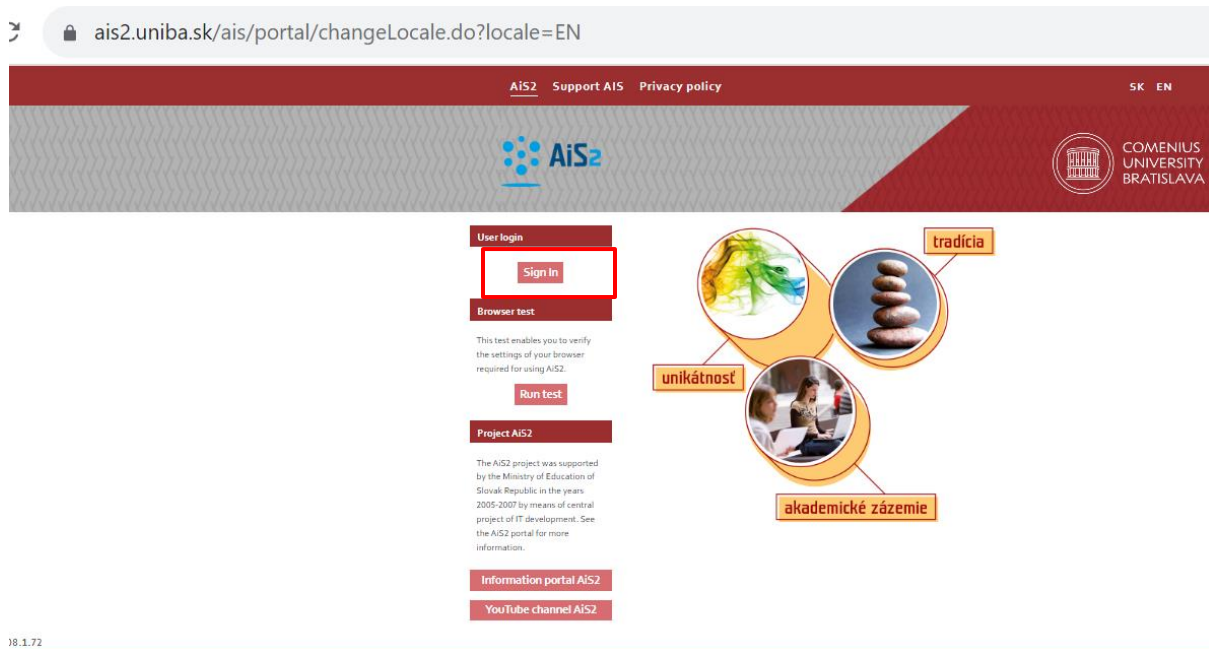 ais2.uniba.sk/ais/portal/changeLocale.do?locale=EN
AiS2 Support AIS Privacy policy
SK EN
AiS2
COMENIUS
UNIVERSITY
BRATISLAVA
User login
Sign In
Browser test
This test enables you to verify
the settings of your browser
required for using AiS2.
Run test
Project AiS2
The AiS2 project was supported
by the Ministry of Education of
Slovak Republic in the years
2005-2007 by means of central
project of IT development. See
the AiS2 portal for more
information.
Information portal AiS2
YouTube channel AiS2
tradícia
unikátnosť
akademické zázemie
08.1.72